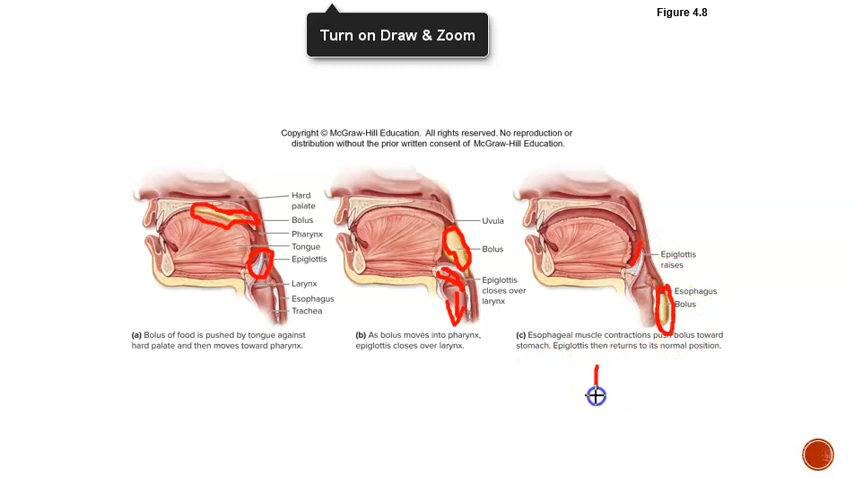 Turn on Draw & Zoom
Figure 4.8
Copyright © McGraw-Hill Education. All rights reserved. No reproduction or
distribution without the prior written consent of McGraw-Hill Education.
Hard
palate
Bolus
Pharynx
Tongue
Epiglottis
Larynx
Esophagus
Trachea
(a) Bolus of food is pushed by tongue against
hard palate and then moves toward pharynx.
Uvula
Bolus
Epiglottis
closes over
larynx
(b) As bolus moves into pharynx,
epiglottis closes over larynx.
Epiglottis
raises
Esophagus
Bolus
(c) Esophageal muscle contractions push bolus toward
stomach. Epiglottis then returns to its normal position.